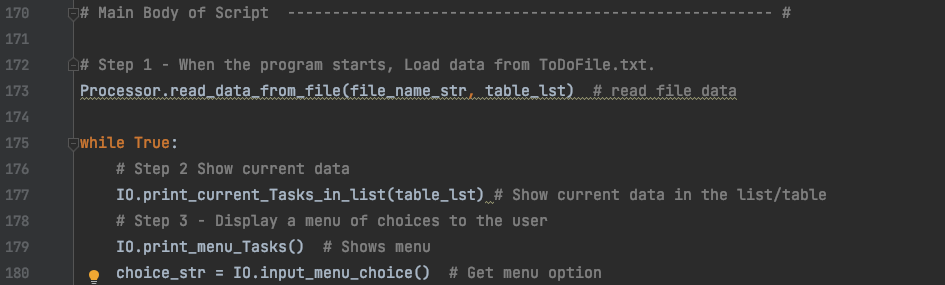 170 # Main Body of Script ------------------------------------------------------ #
171
172 # Step 1 - When the program starts, Load data from ToDoFile.txt.
173 Processor.read_data_from_file(file_name_str, table_lst)  # read file data
174
175 while True:
176     # Step 2 Show current data
177     IO.print_current_Tasks_in_list(table_lst) # Show current data in the list/table
178     # Step 3 - Display a menu of choices to the user
179     IO.print_menu_Tasks()  # Shows menu
180     choice_str = IO.input_menu_choice()  # Get menu option